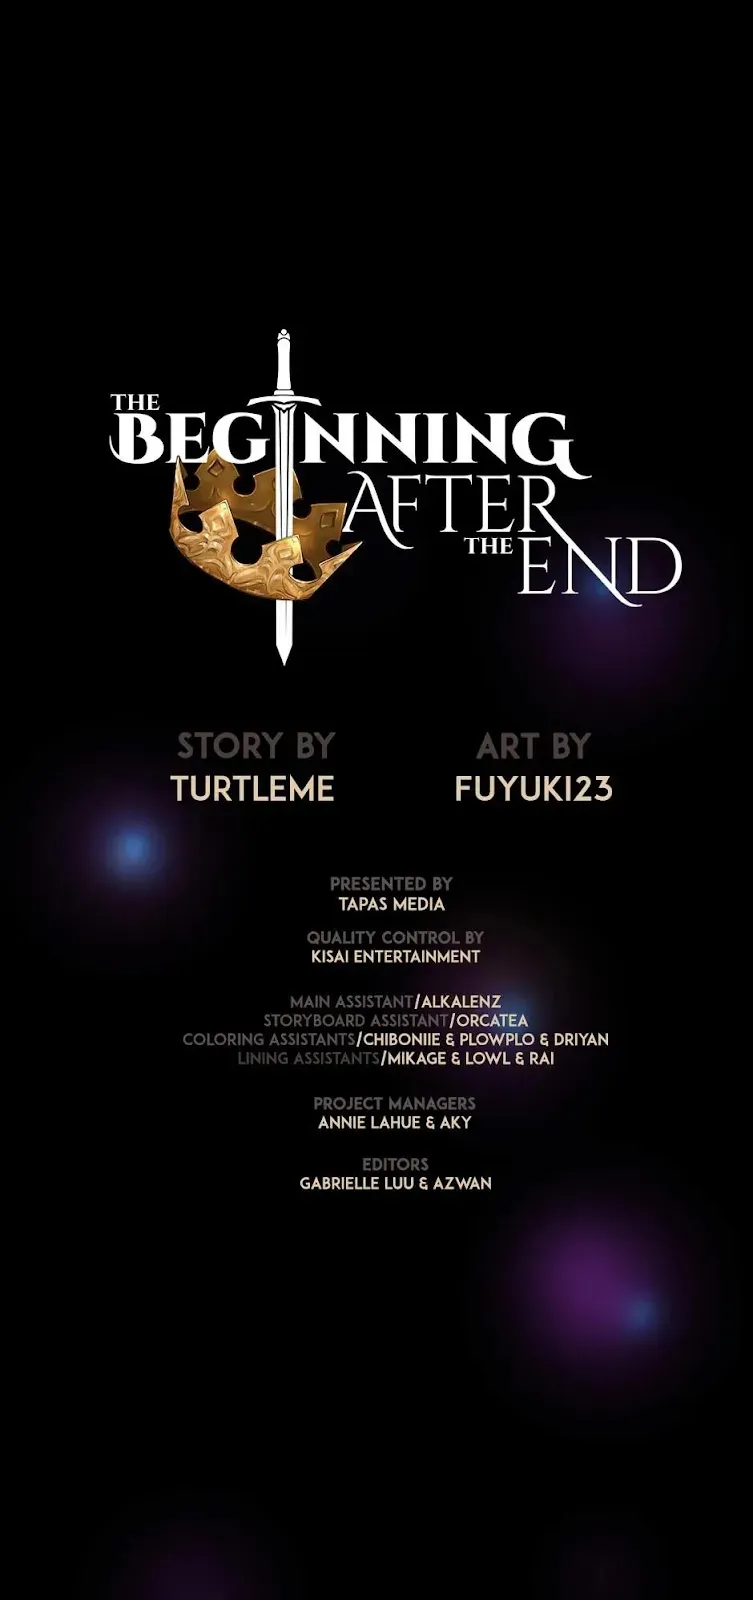 THE
BEGINNING
AFTER
THE END
STORY BY
TURTLEME
ART BY
FUYUKI23
PRESENTED BY
TAPAS MEDIA
QUALITY CONTROL BY
KISAI ENTERTAINMENT
MAIN ASSISTANT/ALKALENZ
STORYBOARD ASSISTANT/ORCATEA
COLORING ASSISTANTS/CHIBONIIE & PLOWPLO & DRIYAN
LINING ASSISTANTS/MIKAGE & LOWL & RAI
PROJECT MANAGERS
ANNIE LAHUE & AKY
EDITORS
GABRIELLE LUU & AZWAN